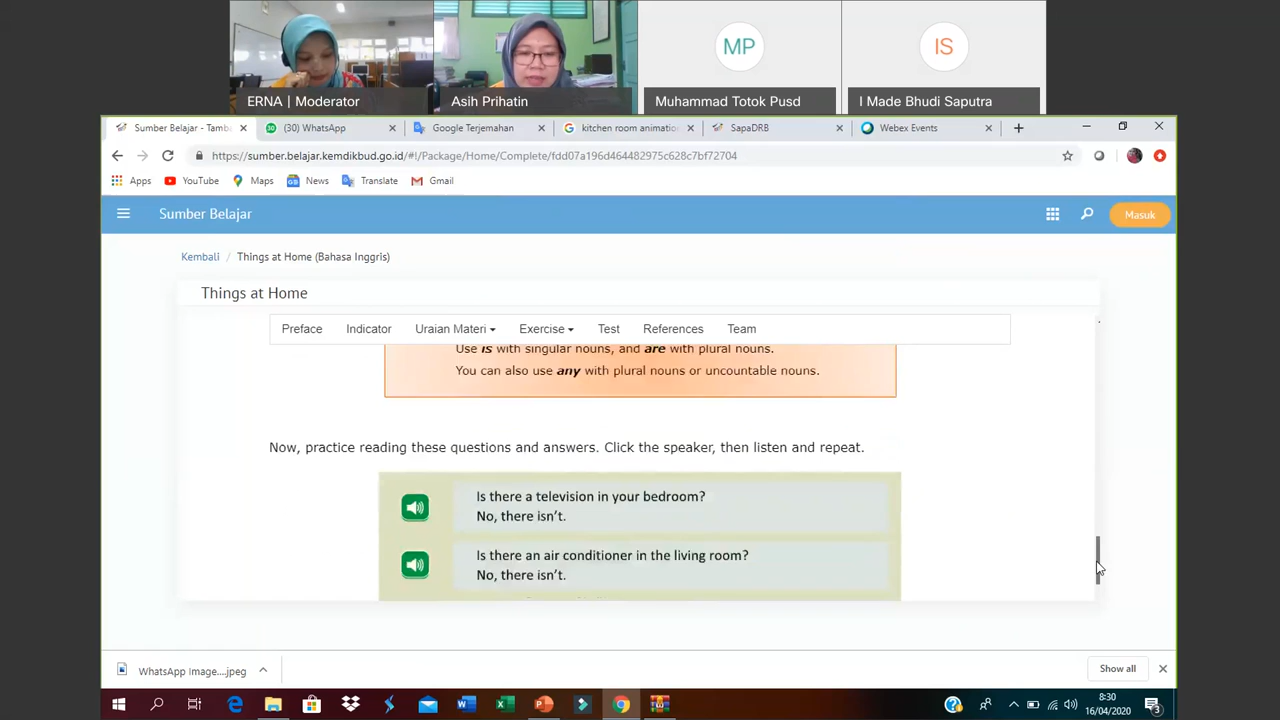 MP
IS
ERNA | Moderator
Asih Prihatin
Muhammad Totok Pusd
I Made Bhudi Saputra
Sumber Belajar - Tamb
(30) WhatsApp
Google Terjemahan
kitchen room animatio
SapaDRB
Webex Events
https://sumber.belajar.kemdikbud.go.id/#!/Package/Home/Complete/fdd07a196d464482975c628c7bf72704
Apps
YouTube
Maps
News
Translate
Gmail
Sumber Belajar
Masuk
Kembali / Things at Home (Bahasa Inggris)
Things at Home
Preface
Indicator
Uraian Materi
Exercise
Test
References
Team
Use is with singular nouns, and are with plural nouns.
You can also use any with plural nouns or uncountable nouns.
Now, practice reading these questions and answers. Click the speaker, then listen and repeat.
Is there a television in your bedroom?
No, there isn't.
Is there an air conditioner in the living room?
No, there isn't.
WhatsApp Image....jpeg
Show all
8:30
16/04/2020
3